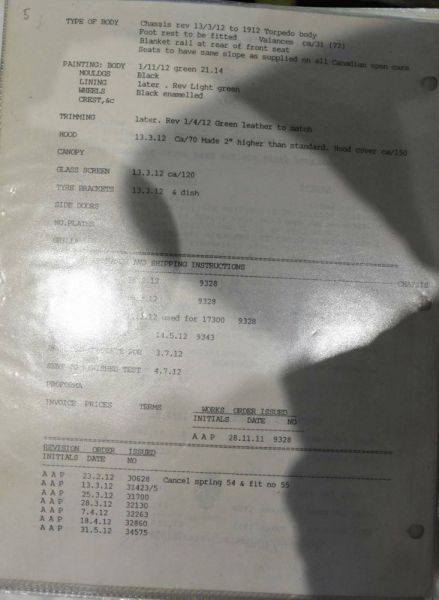 5
TYPE OF BODY Chassis rev 13/3/12 to 1912 Torpedo body
Foot rest to be fitted Valances ca/31 (72)
Blanket rail at rear of front seat
Seats to have same slope as supplied on all Canadian open cars
PAINTING: BODY 1/11/12 green 21.14
MOULDGS Black
LINING later . Rev Light green
WHEELS Black enamelled
CREST,&c
TRIMMING later. Rev 1/4/12 Green leather to match
HOOD 13.3.12 Ca/70 Made 2" higher than standard. Hood cover ca/150
CANOPY
GLASS SCREEN 13.3.12 ca/120
TYRE BRACKETS 13.3.12 & dish
SIDE DOORS
NO.PLATES
AND SHIPPING INSTRUCTIONS
9328 CHASSIS
9328
used for 17300 9328
14.5.12 9343
3.7.12
SENT TO FINISHED TEST 4.7.12
PROFORMA
INVOICE PRICES TERMS WORKS ORDER ISSUED
INITIALS DATE NO
A A P 28.11.11 9328
REVISION ORDER ISSUED
INITIALS DATE NO
A A P 23.2.12 30628 Cancel spring 54 & fit no 55
A A P 13.3.12 31423/5
A A P 25.3.12 31700
A A P 28.3.12 32130
A A P 7.4.12 32263
A A P 18.4.12 32860
A A P 31.5.12 34575